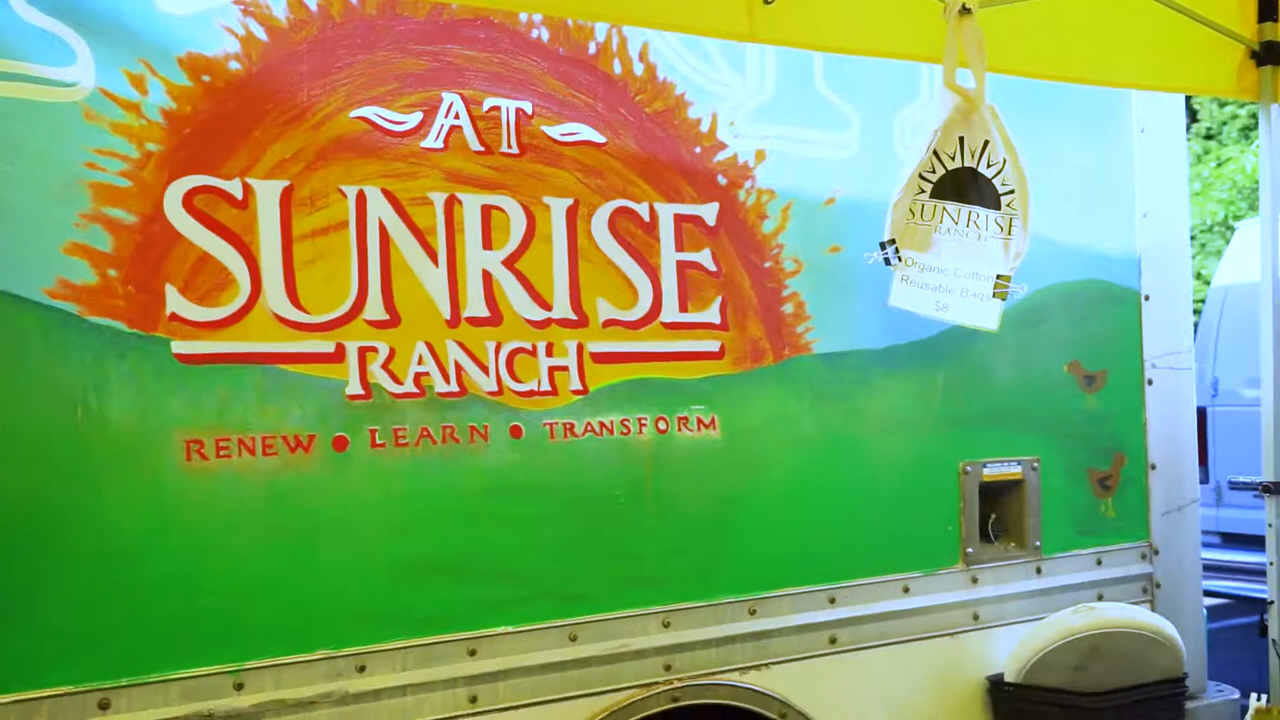 AT
SUNRISE
RANCH
RENEW • LEARN • TRANSFORM
SUNRISE
RANCH
Organic Cotton
Reusable Bags
$8